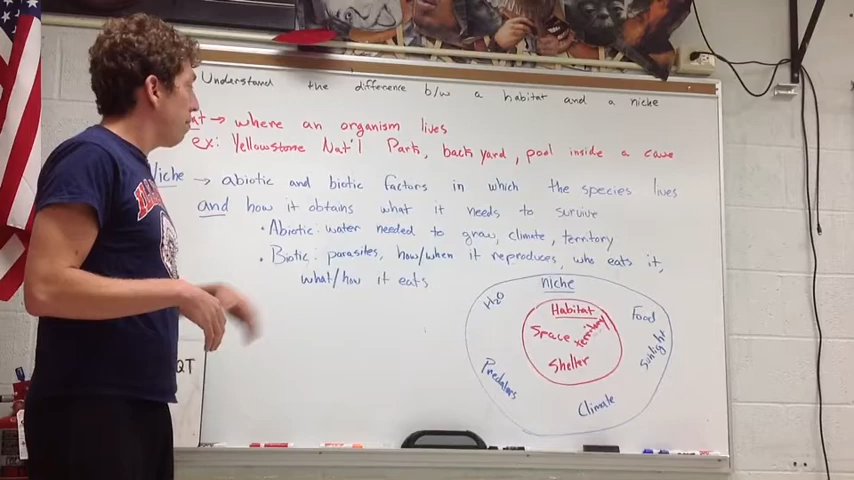 Understand the difference b/w a habitat and a niche
→ where an organism lives
ex: Yellowstone Nat'l Park, backyard, pool inside a cave
Niche → abiotic and biotic factors in which the species lives
and how it obtains what it needs to survive
• Abiotic: water needed to grow, climate, territory
• Biotic: parasites, how/when it reproduces, who eats it,
what/how it eats
Niche
H2O
Habitat
Food
Space
territory
Sunlight
Shelter
Predators
Climate
QT